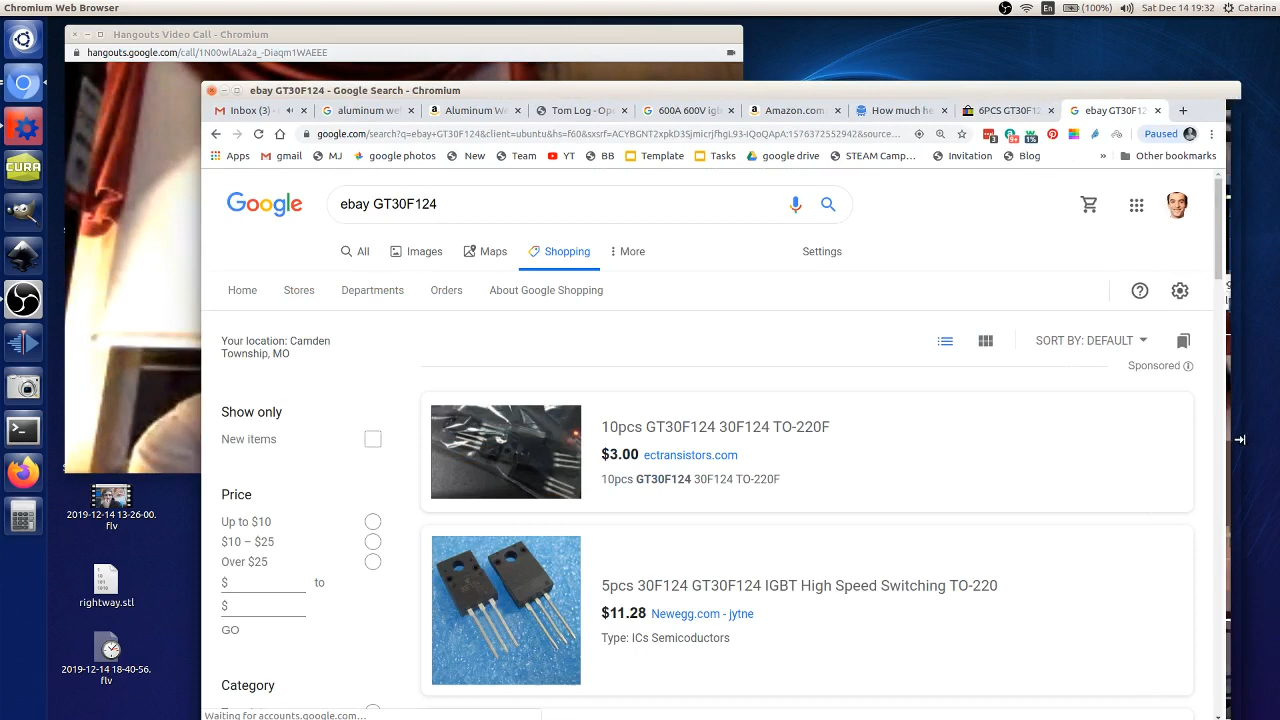 Chromium Web Browser
En
(100%)
Sat Dec 14 19:32
Catarina
Hangouts Video Call - Chromium
hangouts.google.com/call/1N00wlALa2a_-Diaqm1WAEEE
ebay GT30F124 - Google Search - Chromium
Inbox (3) -
aluminum wel
Aluminum We
Tom Log - Ope
600A 600V igb
Amazon.com
How much he
6PCS GT30F12
ebay GT30F12
google.com/search?q=ebay+GT30F124&client=ubuntu&hs=f60&sxsrf=ACYBGNT2xpkD3SjmicrjfhgL3-IQoQApA:1576372552942&source...
3
9+
1%
Paused
Apps
gmail
MJ
google photos
New
Team
YT
BB
Template
Tasks
google drive
STEAM Camp...
Invitation
Blog
»
Other bookmarks
Google
ebay GT30F124
All
Images
Maps
Shopping
More
Settings
Home
Stores
Departments
Orders
About Google Shopping
Your location: Camden
Township, MO
SORT BY: DEFAULT
Sponsored
Show only
New items
10pcs GT30F124 30F124 TO-220F
$3.00 ectransistors.com
10pcs GT30F124 30F124 TO-220F
Price
Up to $10
$10 – $25
Over $25
$ to
$
GO
5pcs 30F124 GT30F124 IGBT High Speed Switching TO-220
$11.28 Newegg.com - jytne
Type: ICs Semicoductors
Category
Waiting for accounts.google.com...
CURA
2019-12-14 13-26-00.
flv
rightway.stl
2019-12-14 18-40-56.
flv